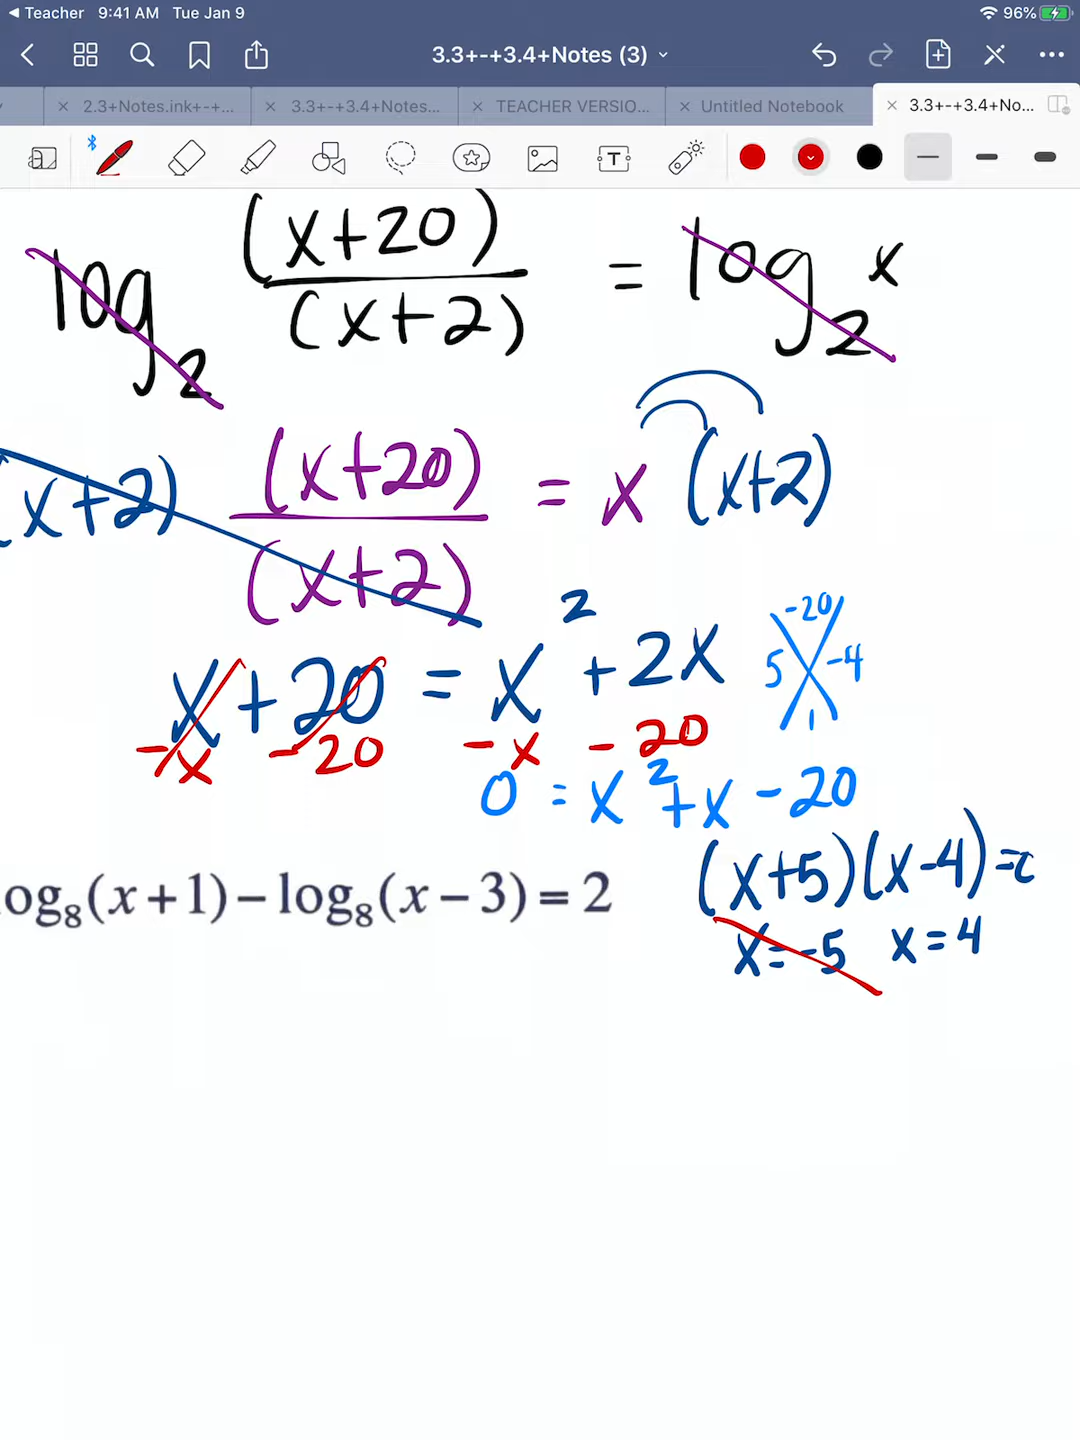 Teacher 9:41 AM Tue Jan 9 96%
3.3+-+3.4+Notes (3)
2.3+Notes.ink+-+... 3.3+-+3.4+Notes... TEACHER VERSIO... Untitled Notebook 3.3+-+3.4+No...
log₂ (x+20)/(x+2) = log₂ x
(x+2) (x+20)/(x+2) = x (x+2)
x+20 = x² + 2x
-20
5 -4
1
-x -20 -x -20
0 = x² + x - 20
(x+5)(x-4)=0
x=-5 x=4
og₈(x+1) – log₈(x – 3) = 2